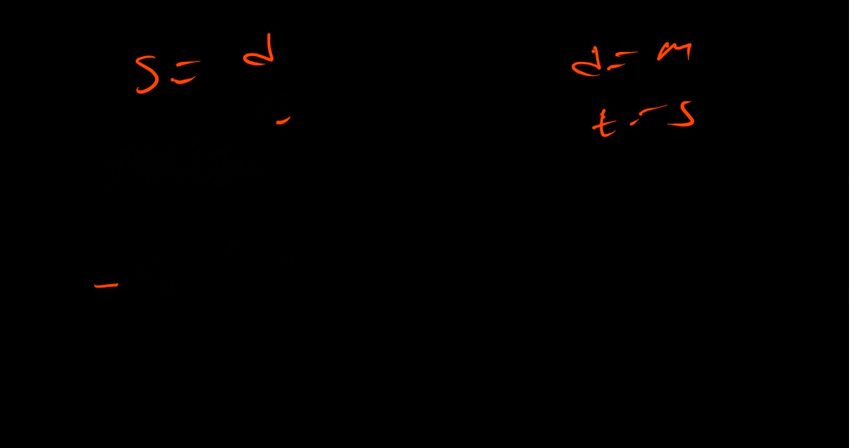 S = d
d = m
t = s